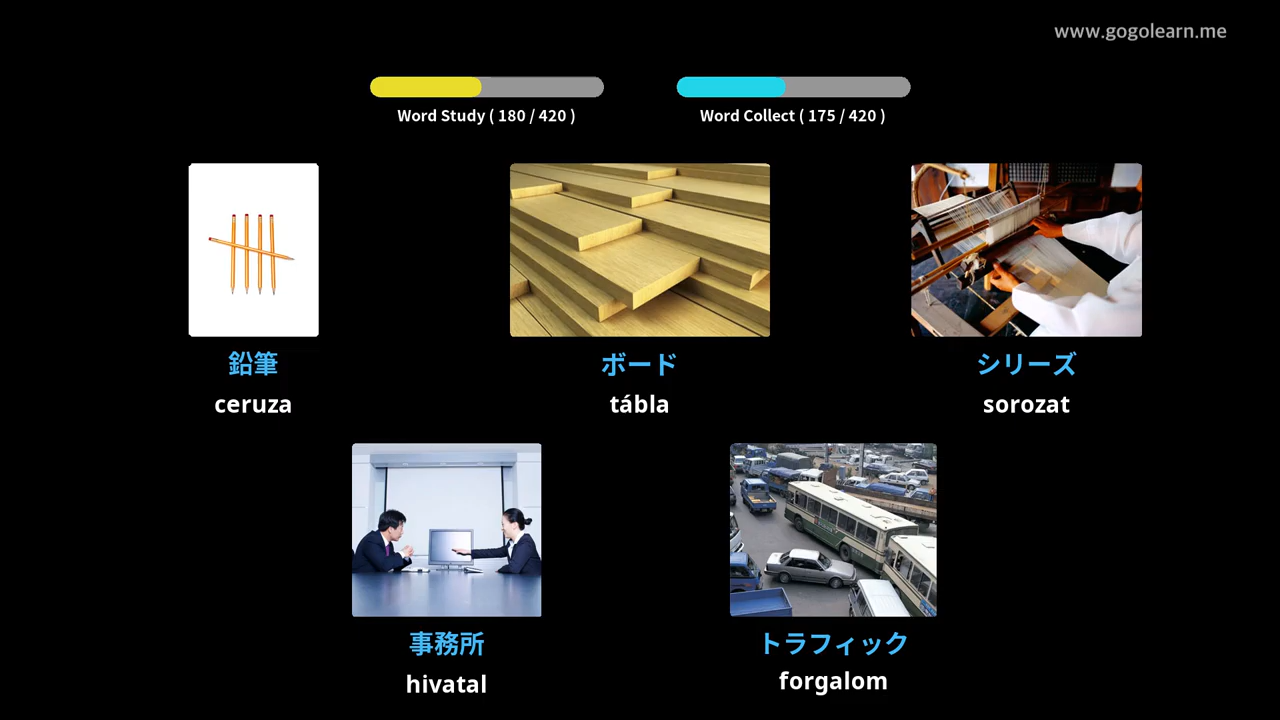 www.gogolearn.me
Word Study ( 180 / 420 )
Word Collect ( 175 / 420 )
鉛筆
ceruza
ボード
tábla
シリーズ
sorozat
事務所
hivatal
トラフィック
forgalom